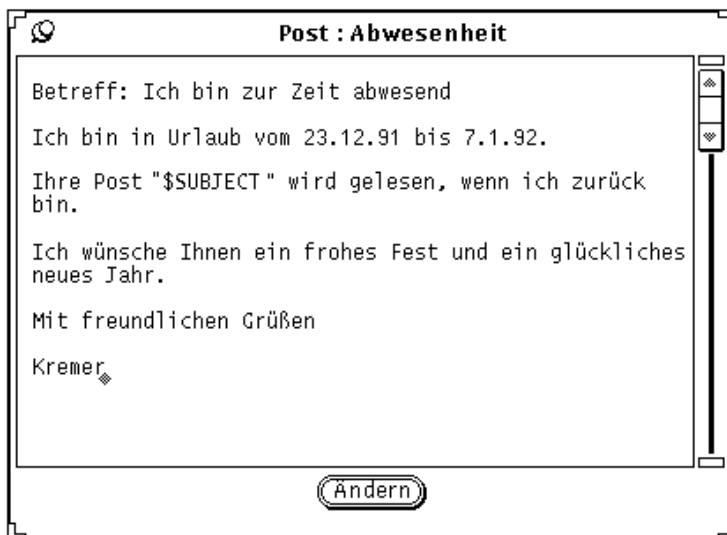 Post : Abwesenheit
Betreff: Ich bin zur Zeit abwesend
Ich bin in Urlaub vom 23.12.91 bis 7.1.92.
Ihre Post "$SUBJECT" wird gelesen, wenn ich zurück
bin.
Ich wünsche Ihnen ein frohes Fest und ein glückliches
neues Jahr.
Mit freundlichen Grüßen
Kremer
Ändern